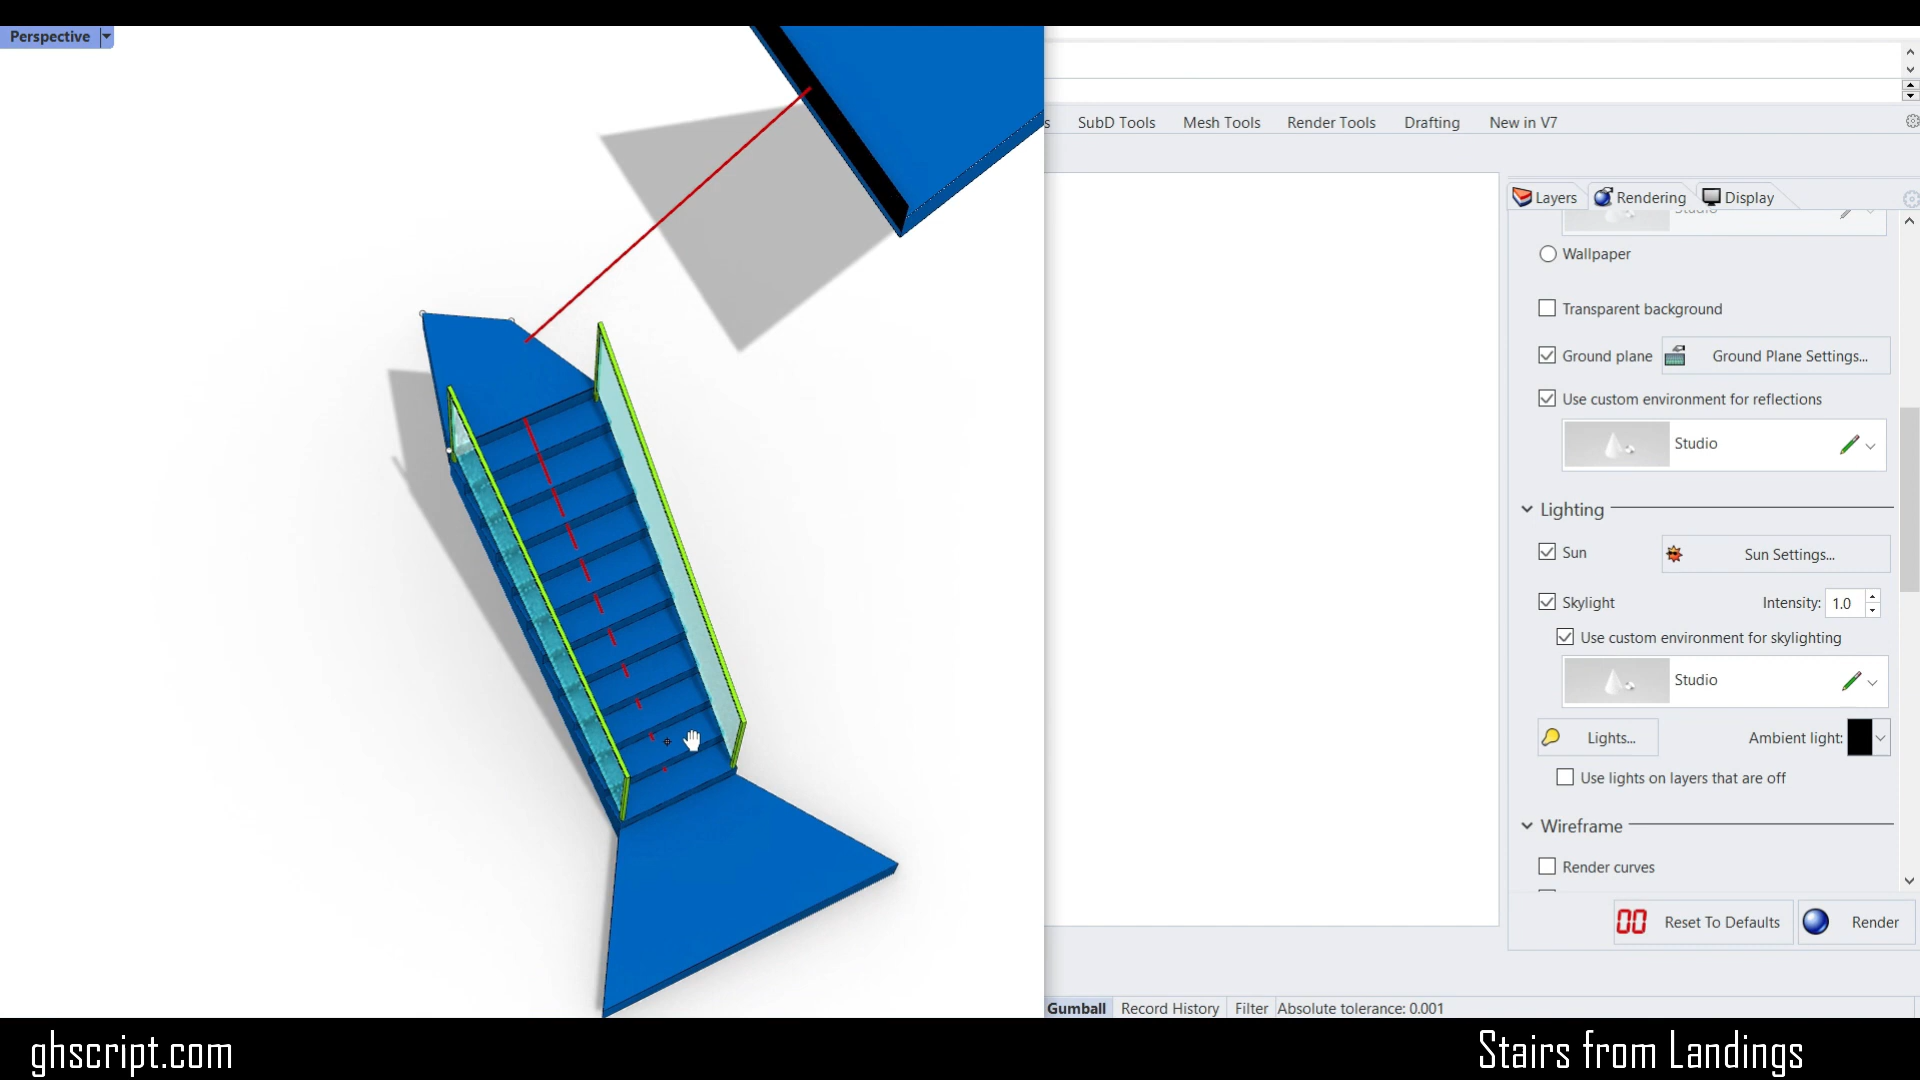 Perspective
SubD Tools
Mesh Tools
Render Tools
Drafting
New in V7
Layers
Rendering
Display
Wallpaper
Transparent background
Ground plane
Ground Plane Settings...
Use custom environment for reflections
Studio
Lighting
Sun
Sun Settings...
Skylight
Intensity: 1.0
Use custom environment for skylighting
Studio
Lights...
Ambient light:
Use lights on layers that are off
Wireframe
Render curves
Reset To Defaults
Render
Gumball
Record History
Filter
Absolute tolerance: 0.001
ghscript.com
Stairs from Landings